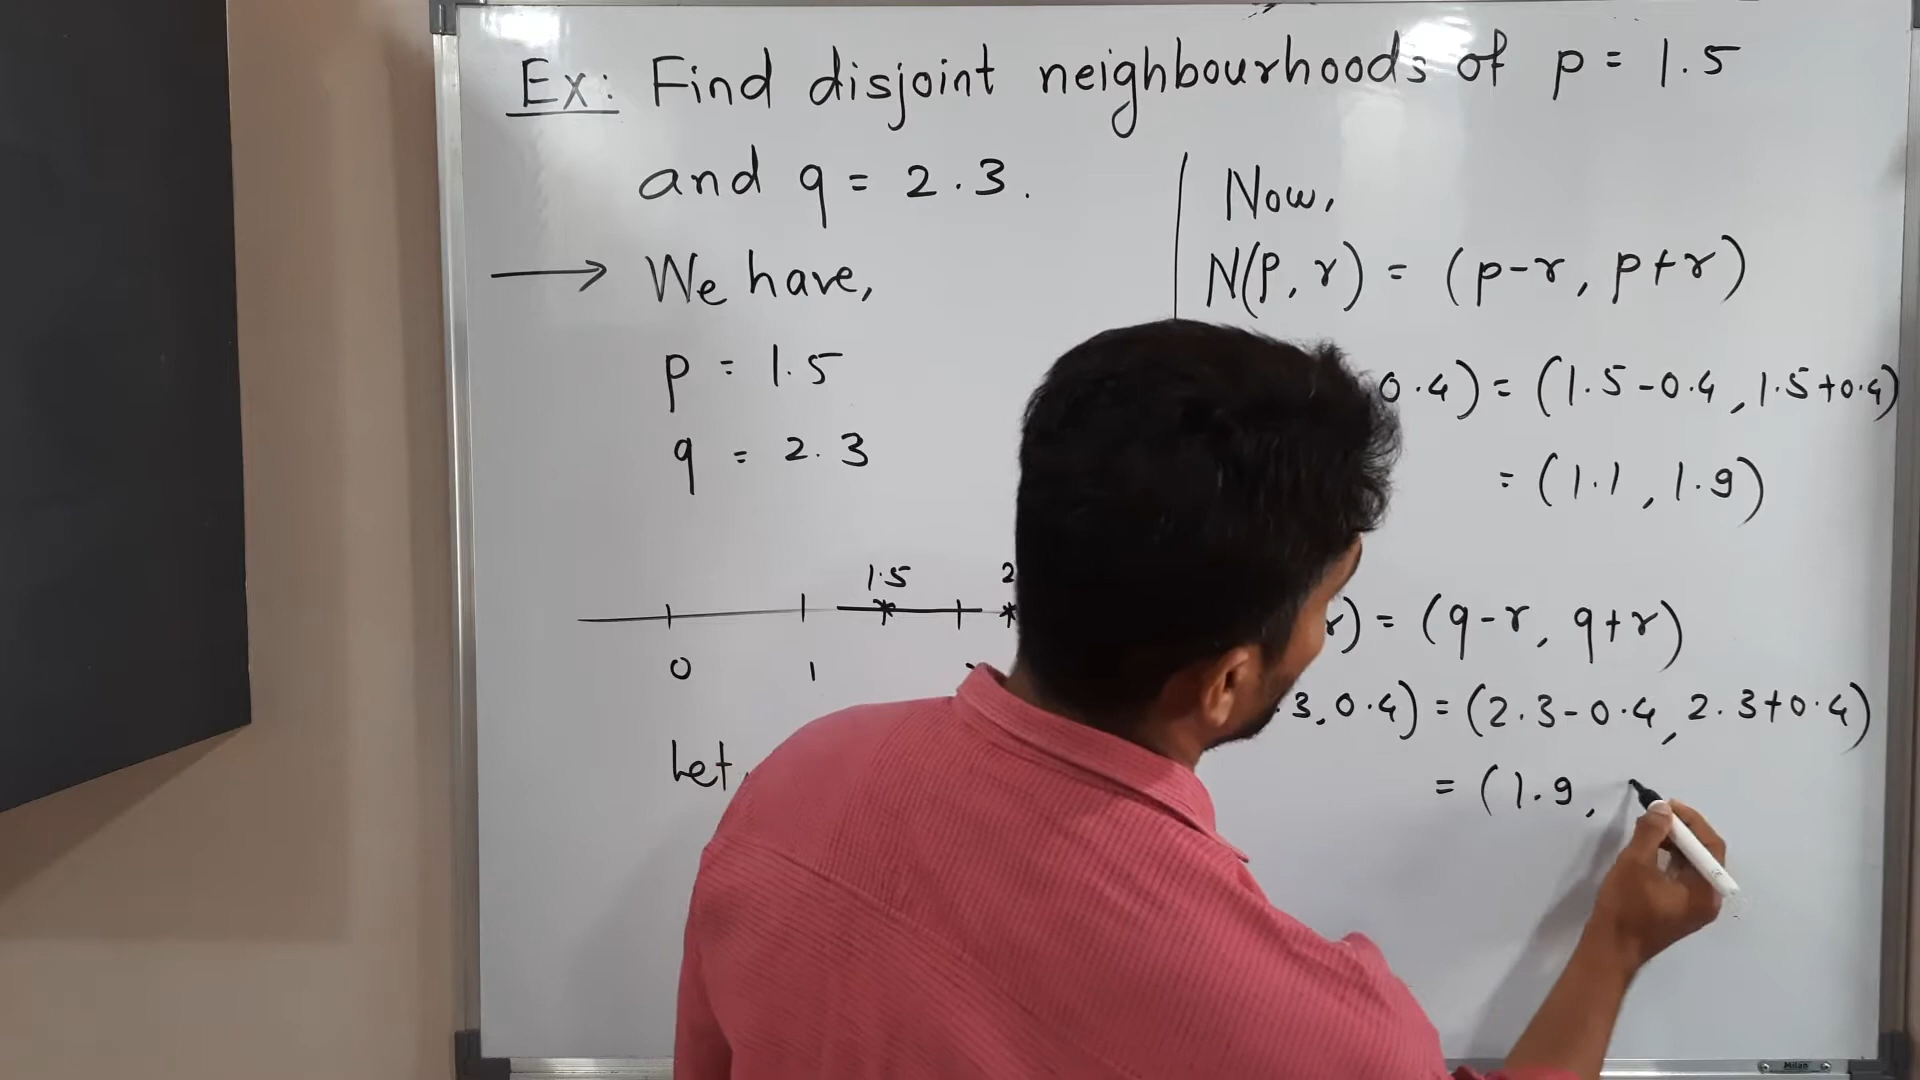 Ex: Find disjoint neighbourhoods of p = 1.5
and q = 2.3.
We have,
p = 1.5
q = 2.3
1.5 2
0 1
Let,
Now,
N(p, r) = (p-r, p+r)
0.4) = (1.5-0.4, 1.5+0.4)
= (1.1, 1.9)
r) = (q-r, q+r)
.3, 0.4) = (2.3-0.4, 2.3+0.4)
= (1.9,
Milan